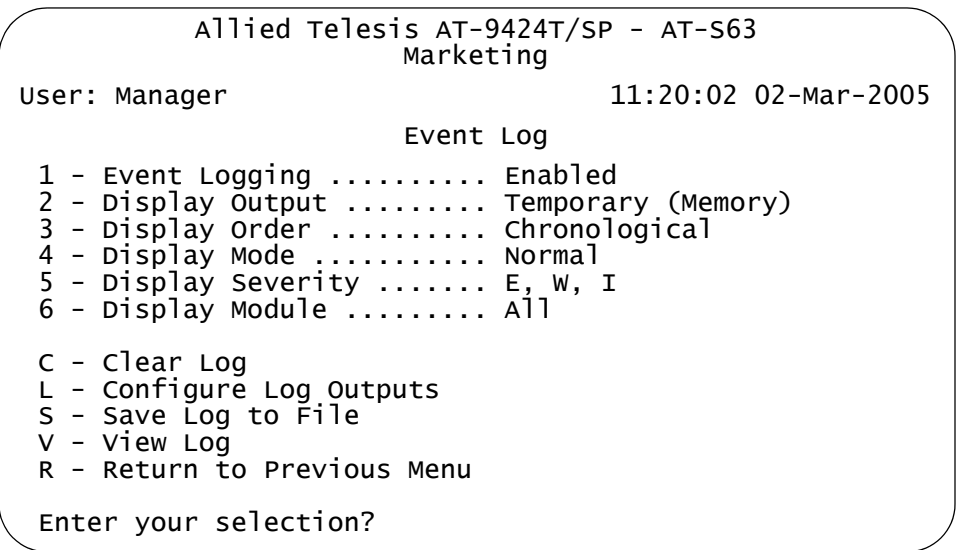 Allied Telesis AT-9424T/SP - AT-S63
Marketing
User: Manager 11:20:02 02-Mar-2005
Event Log
1 - Event Logging .......... Enabled
2 - Display Output ......... Temporary (Memory)
3 - Display Order .......... Chronological
4 - Display Mode ........... Normal
5 - Display Severity ....... E, W, I
6 - Display Module ......... All
C - Clear Log
L - Configure Log Outputs
S - Save Log to File
V - View Log
R - Return to Previous Menu
Enter your selection?